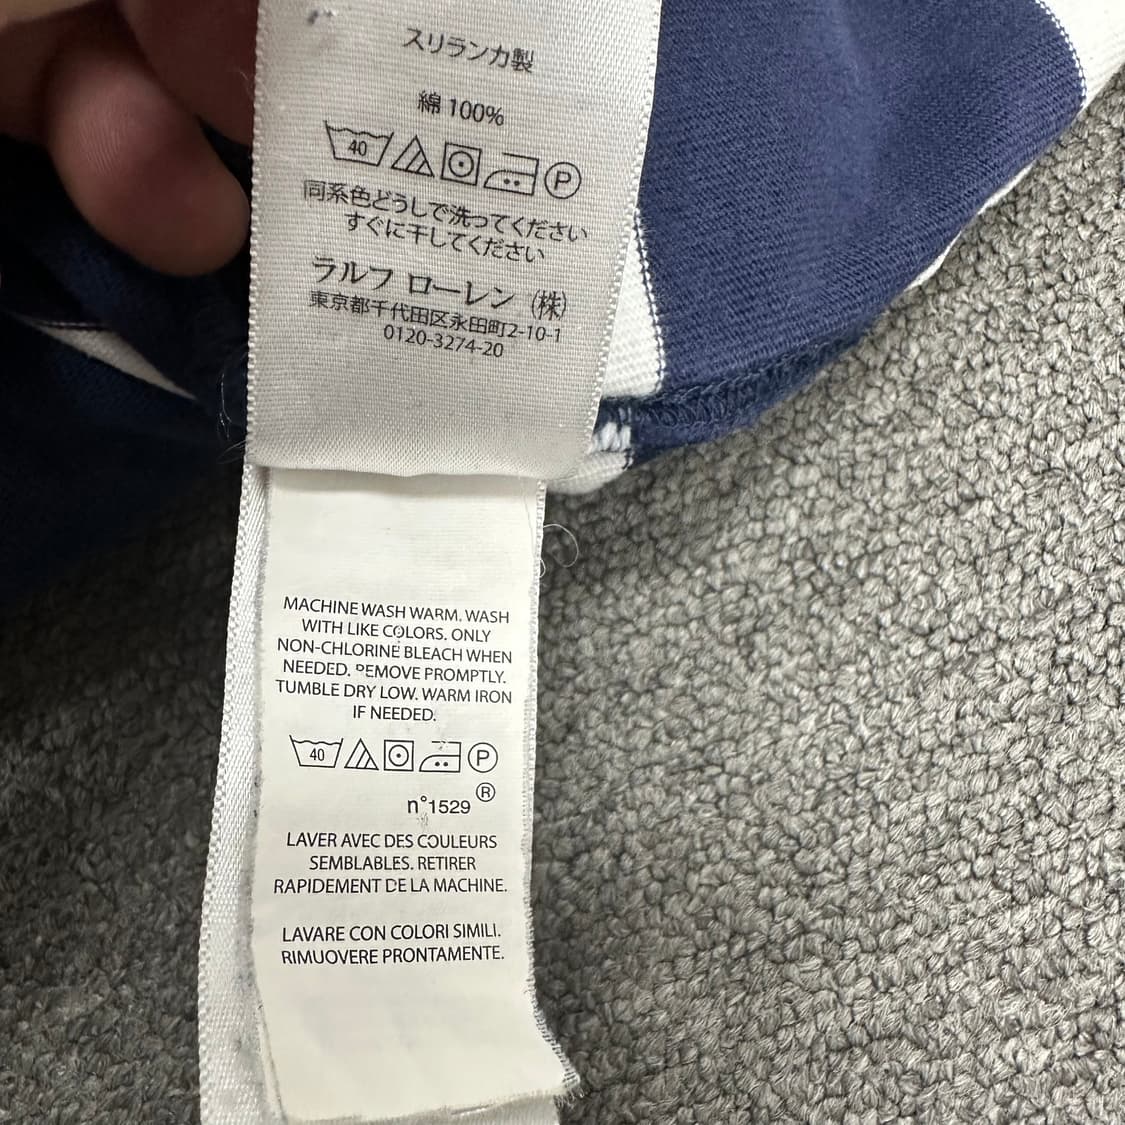 スリランカ製
綿 100%
40 P
同系色どうしで洗ってください
すぐに干してください
ラルフ ローレン (株)
東京都千代田区永田町2-10-1
0120-3274-20
MACHINE WASH WARM. WASH
WITH LIKE COLORS. ONLY
NON-CHLORINE BLEACH WHEN
NEEDED. REMOVE PROMPTLY.
TUMBLE DRY LOW. WARM IRON
IF NEEDED.
40 P
n°1529 ®
LAVER AVEC DES COULEURS
SEMBLABLES. RETIRER
RAPIDEMENT DE LA MACHINE.
LAVARE CON COLORI SIMILI.
RIMUOVERE PRONTAMENTE.